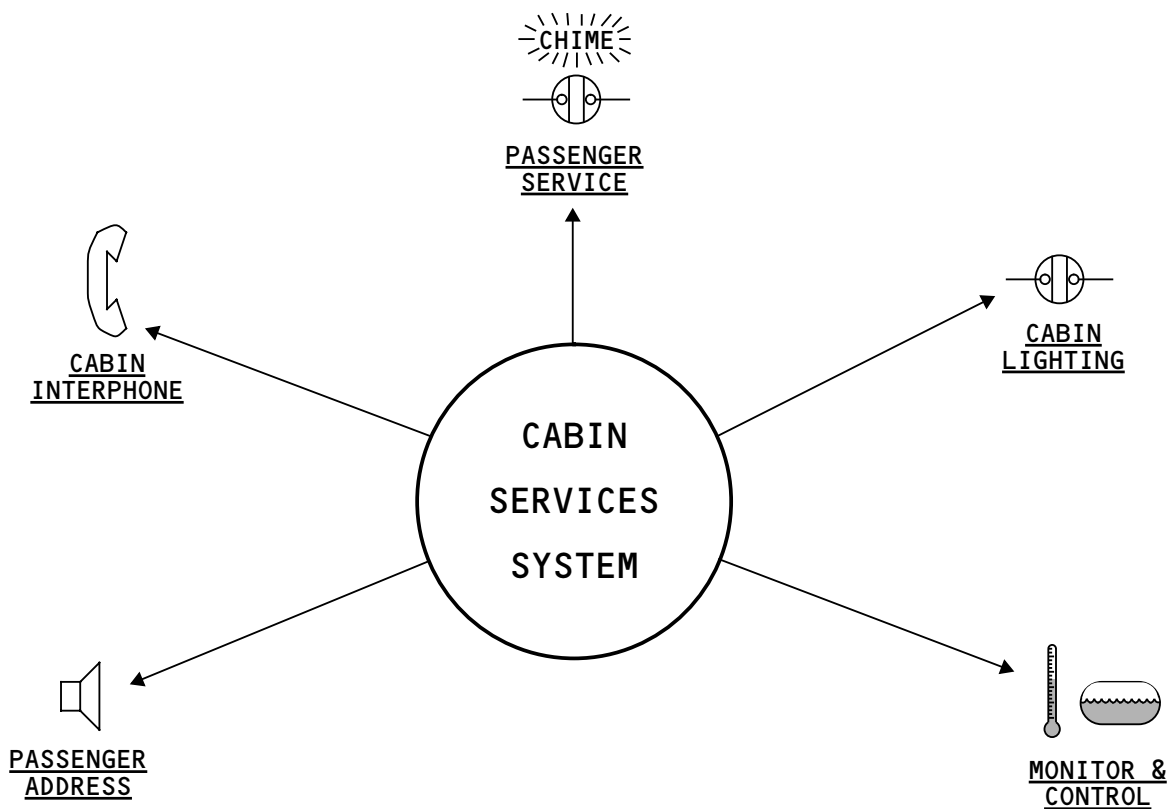 CHIME
PASSENGER
SERVICE
CABIN
INTERPHONE
CABIN
LIGHTING
CABIN
SERVICES
SYSTEM
PASSENGER
ADDRESS
MONITOR &
CONTROL